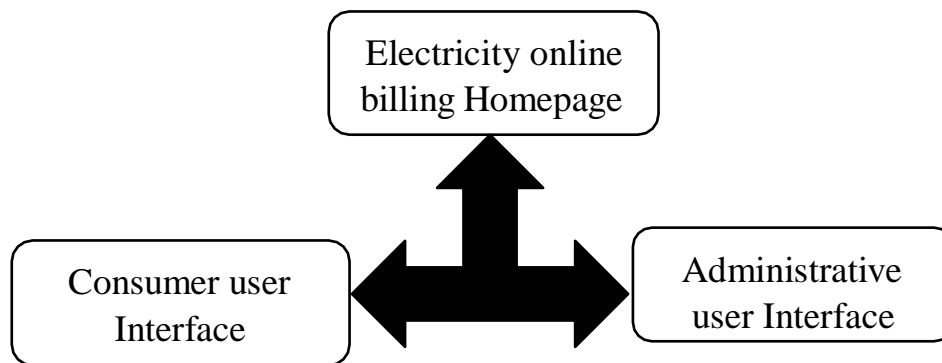 Electricity online
billing Homepage
Consumer user
Interface
Administrative
user Interface